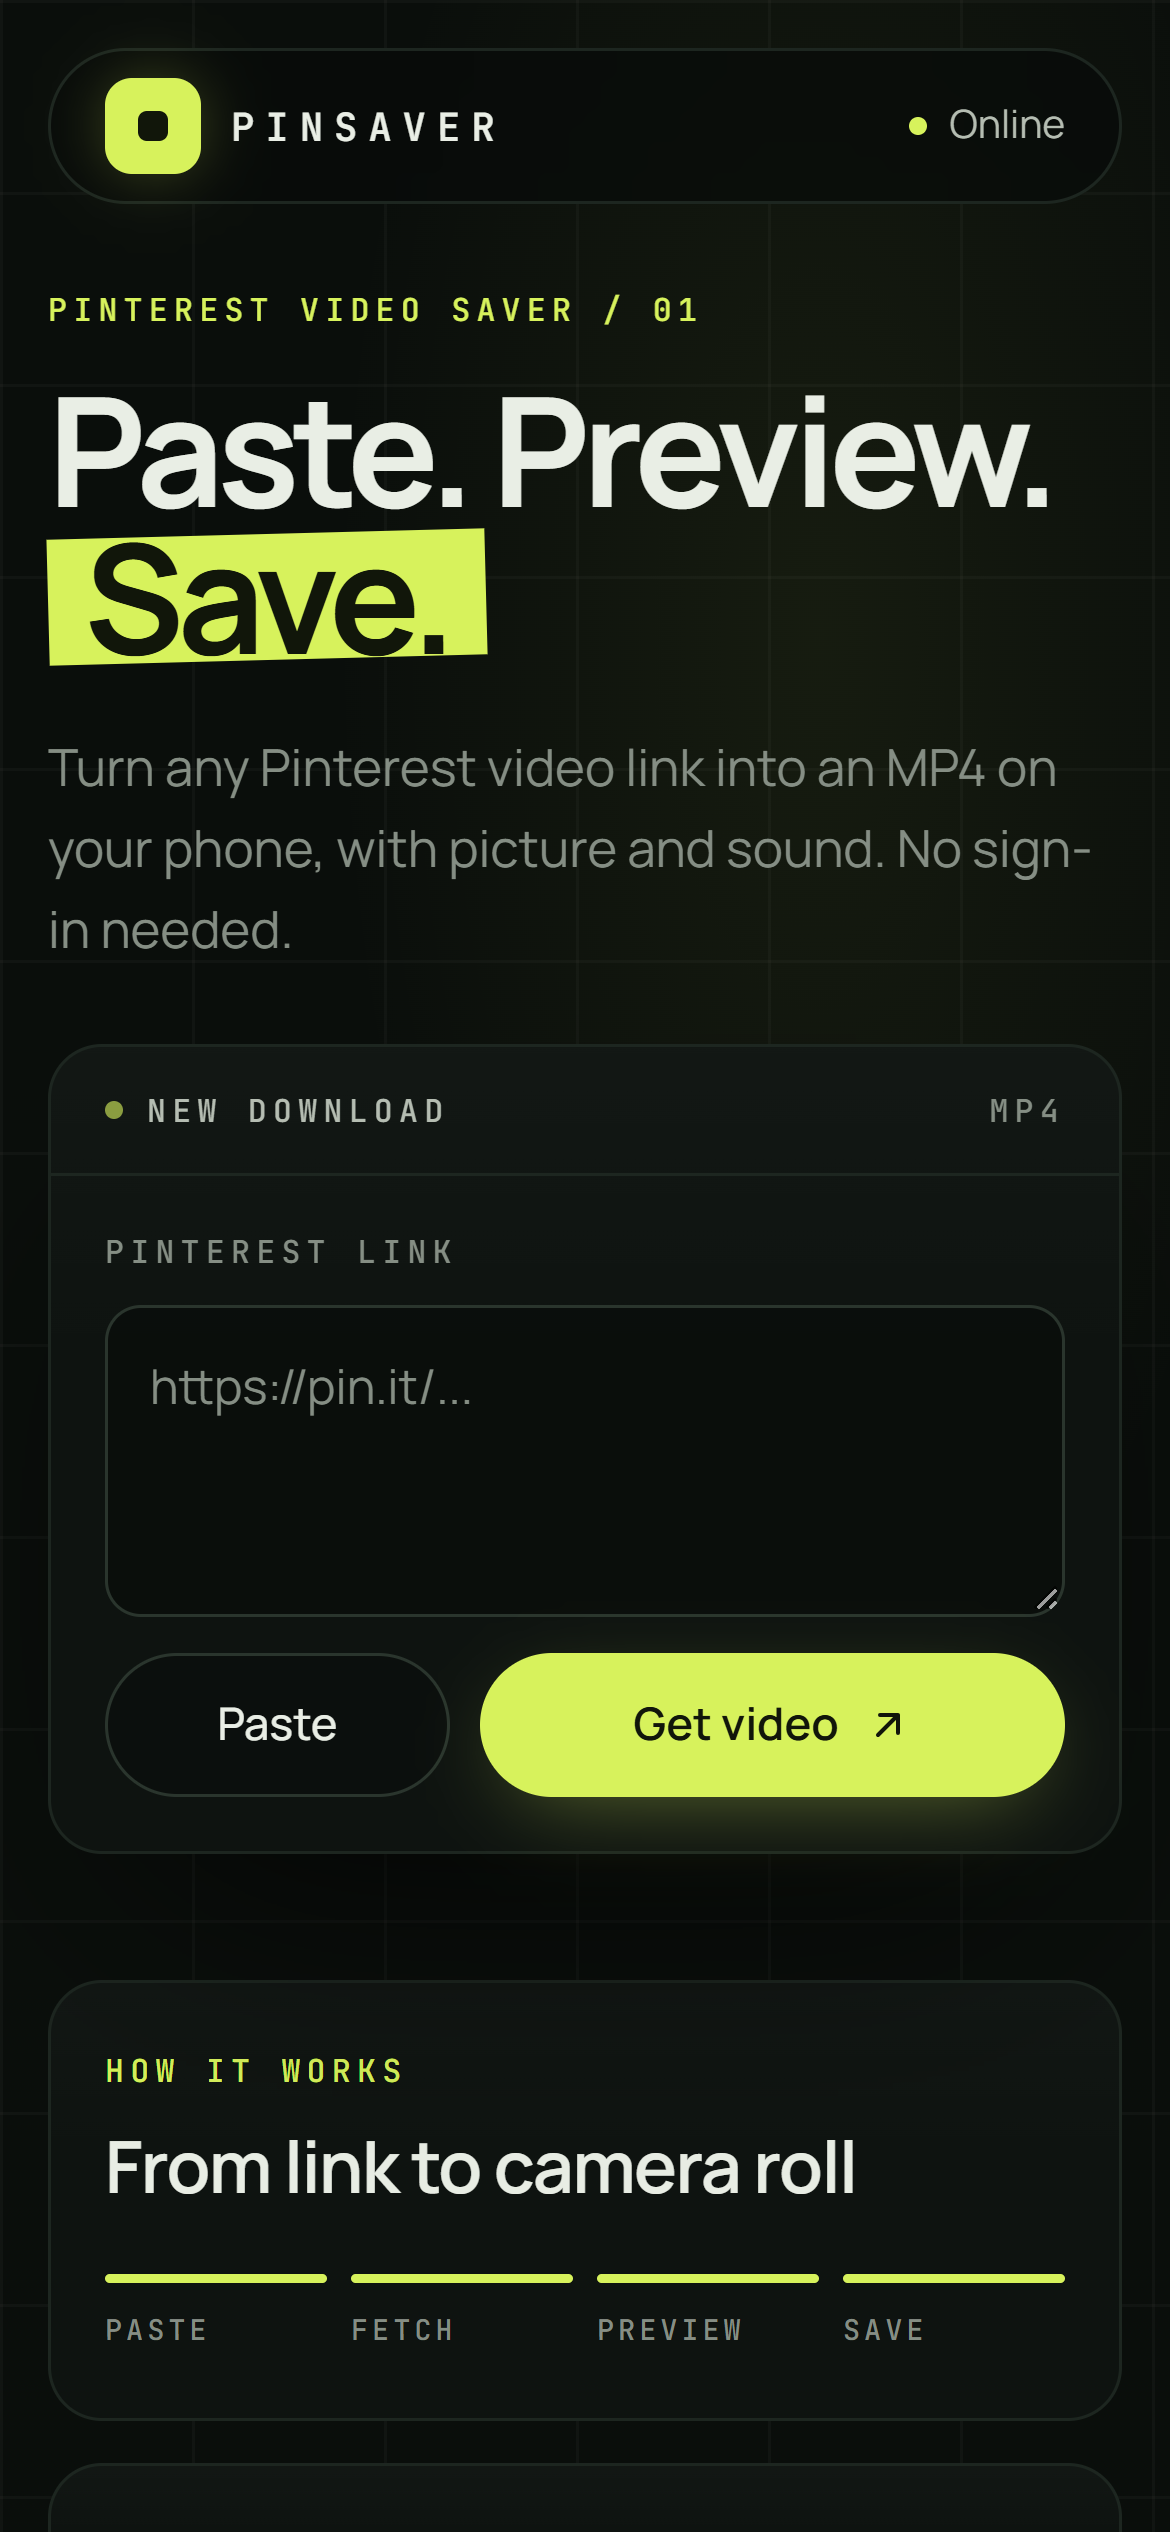 PINSAVER
Online
PINTEREST VIDEO SAVER / 01
Paste. Preview.
Save.
Turn any Pinterest video link into an MP4 on
your phone, with picture and sound. No sign-
in needed.
NEW DOWNLOAD
MP4
PINTEREST LINK
https://pin.it/...
Paste
Get video
HOW IT WORKS
From link to camera roll
PASTE
FETCH
PREVIEW
SAVE